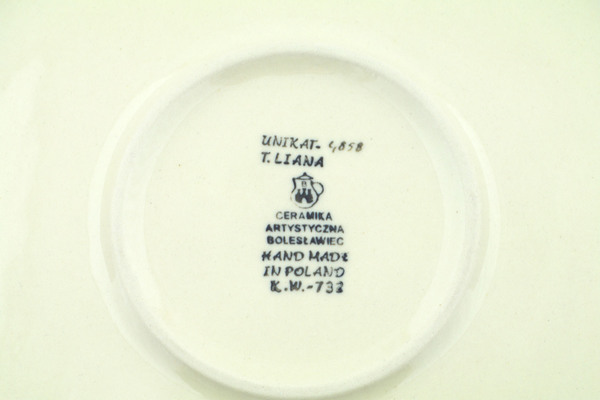 UNIKAT- 4858
T. LIANA
CERAMIKA
ARTYSTYCZNA
BOLESŁAWIEC
HAND MADE
IN POLAND
K.W.-732